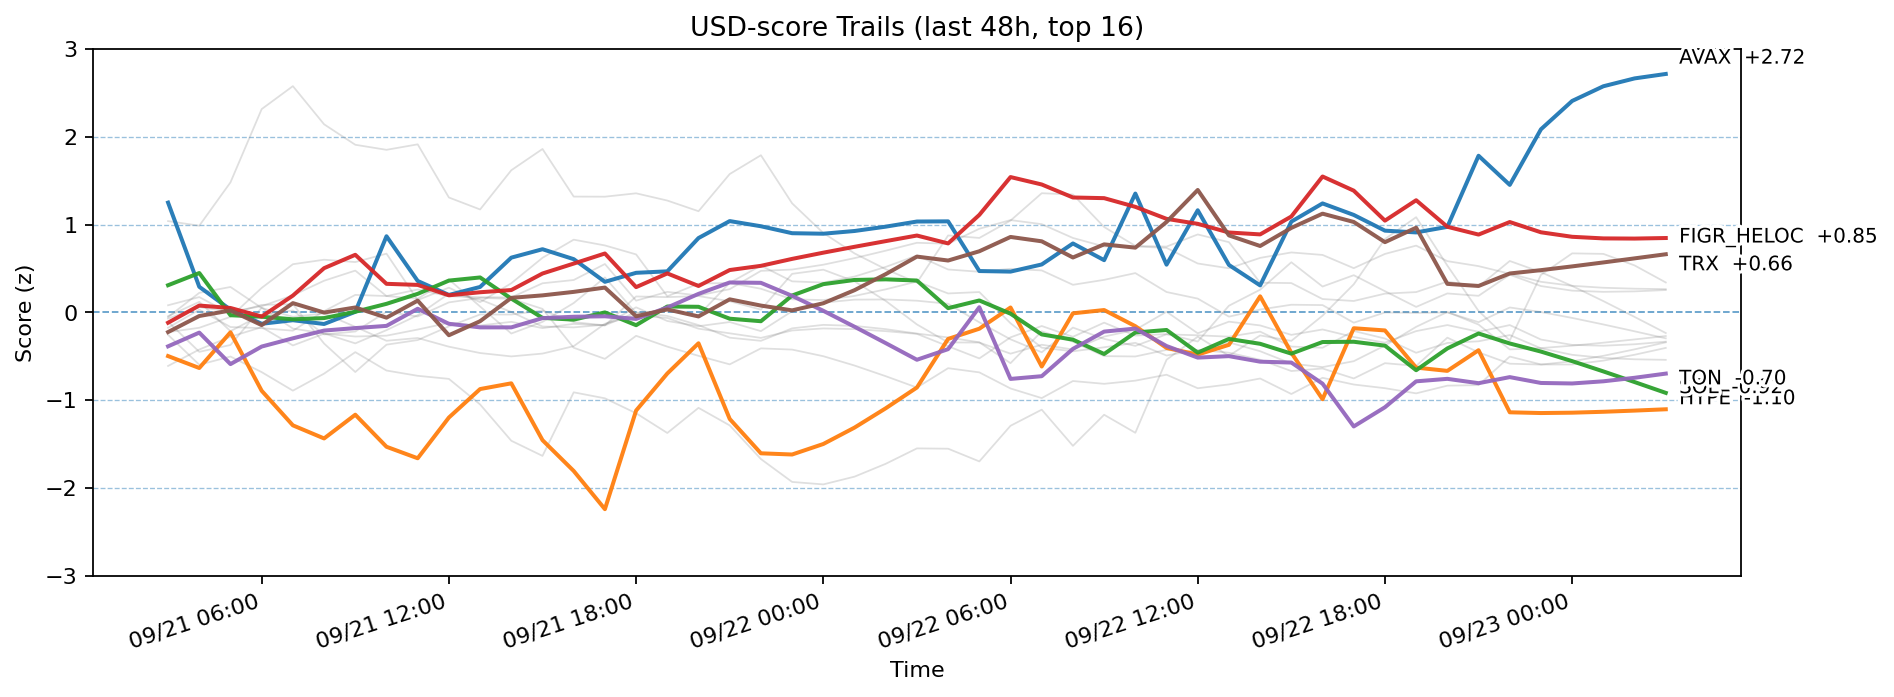 USD-score Trails (last 48h, top 16)
Score (z)
3
2
1
0
−1
−2
−3
AVAX +2.72
FIGR_HELOC +0.85
TRX +0.66
TON -0.70
SOL -0.92
HYPE -1.10
09/21 06:00
09/21 12:00
09/21 18:00
09/22 00:00
09/22 06:00
09/22 12:00
09/22 18:00
09/23 00:00
Time